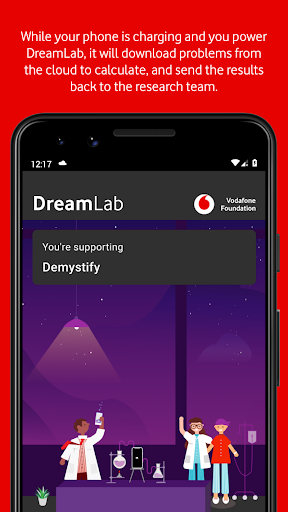 While your phone is charging and you power
DreamLab, it will download problems from
the cloud to calculate, and send the results
back to the research team.
12:17
DreamLab
Vodafone
Foundation
You're supporting
Demystify